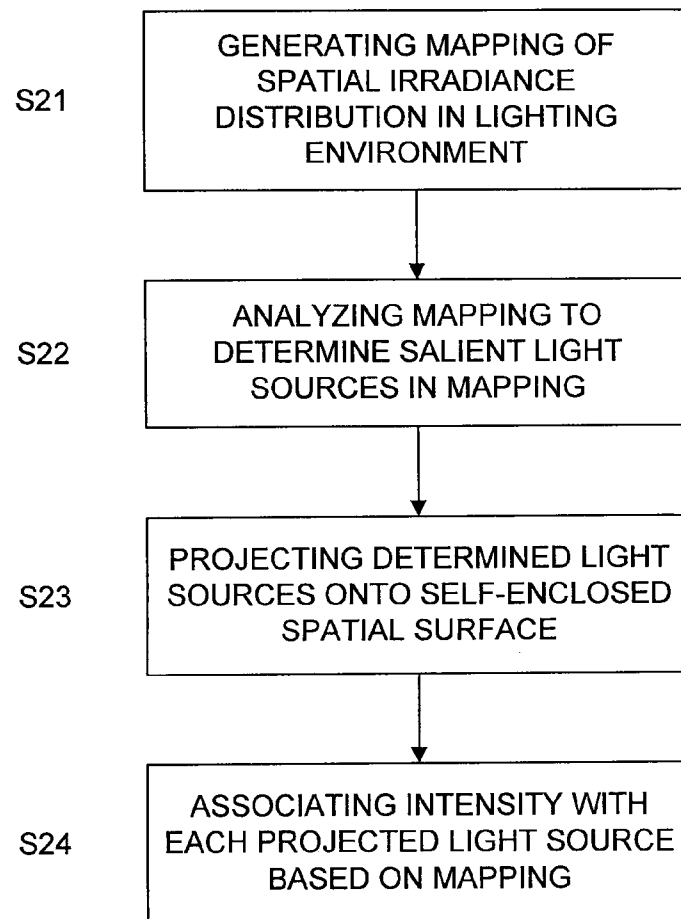 S21
GENERATING MAPPING OF
SPATIAL IRRADIANCE
DISTRIBUTION IN LIGHTING
ENVIRONMENT
S22
ANALYZING MAPPING TO
DETERMINE SALIENT LIGHT
SOURCES IN MAPPING
S23
PROJECTING DETERMINED LIGHT
SOURCES ONTO SELF-ENCLOSED
SPATIAL SURFACE
S24
ASSOCIATING INTENSITY WITH
EACH PROJECTED LIGHT SOURCE
BASED ON MAPPING